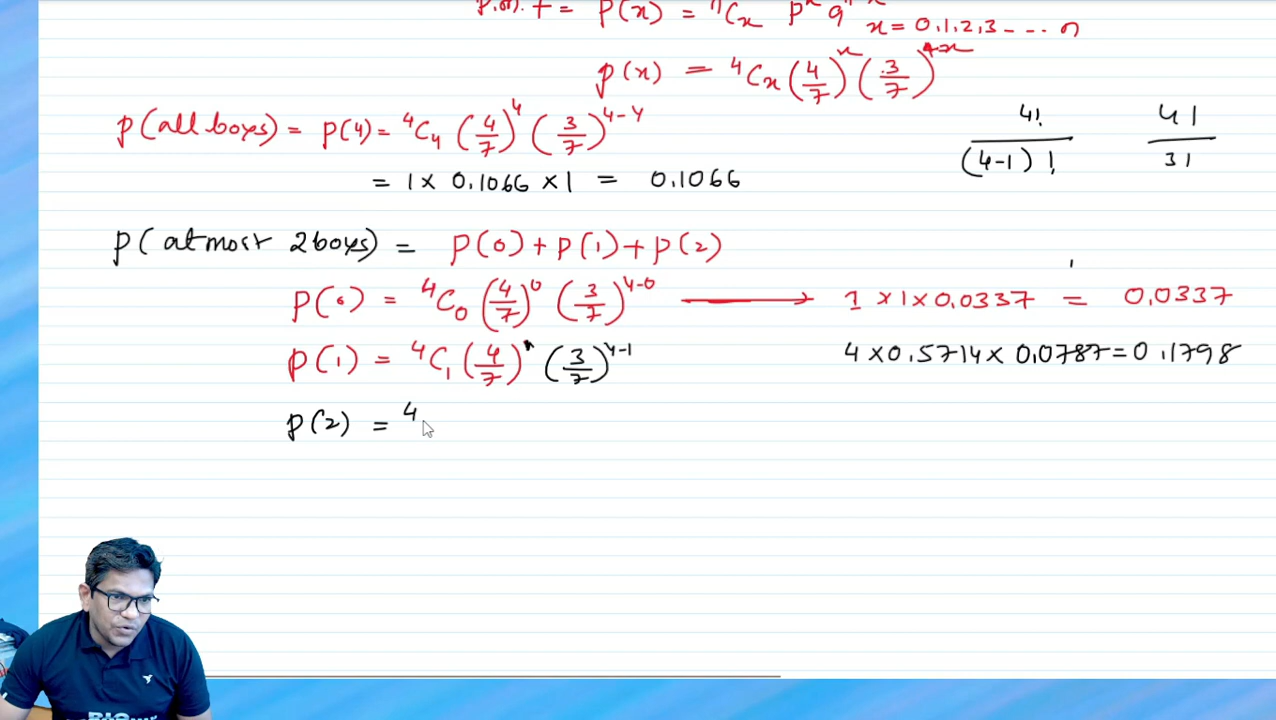 P.m.f = P(x) = ⁿCx pˣ qⁿ⁻ˣ
x = 0,1,2,3 - - - . n
p(x) = ⁴Cx (4/7)ˣ (3/7)⁴⁻ˣ
p(all boys) = p(4) = ⁴C₄ (4/7)⁴ (3/7)⁴⁻⁴
4!/(4-1)! 4!/3!
= 1 x 0.1066 x 1 = 0.1066
p(atmost 2 boys) = p(0) + p(1) + p(2)
p(0) = ⁴C₀ (4/7)⁰ (3/7)⁴⁻⁰ → 1 x 1 x 0.0337 = 0.0337
p(1) = ⁴C₁ (4/7) (3/7)⁴⁻¹ 4 x 0.5714 x 0.0787 = 0.1798
p(2) = ⁴